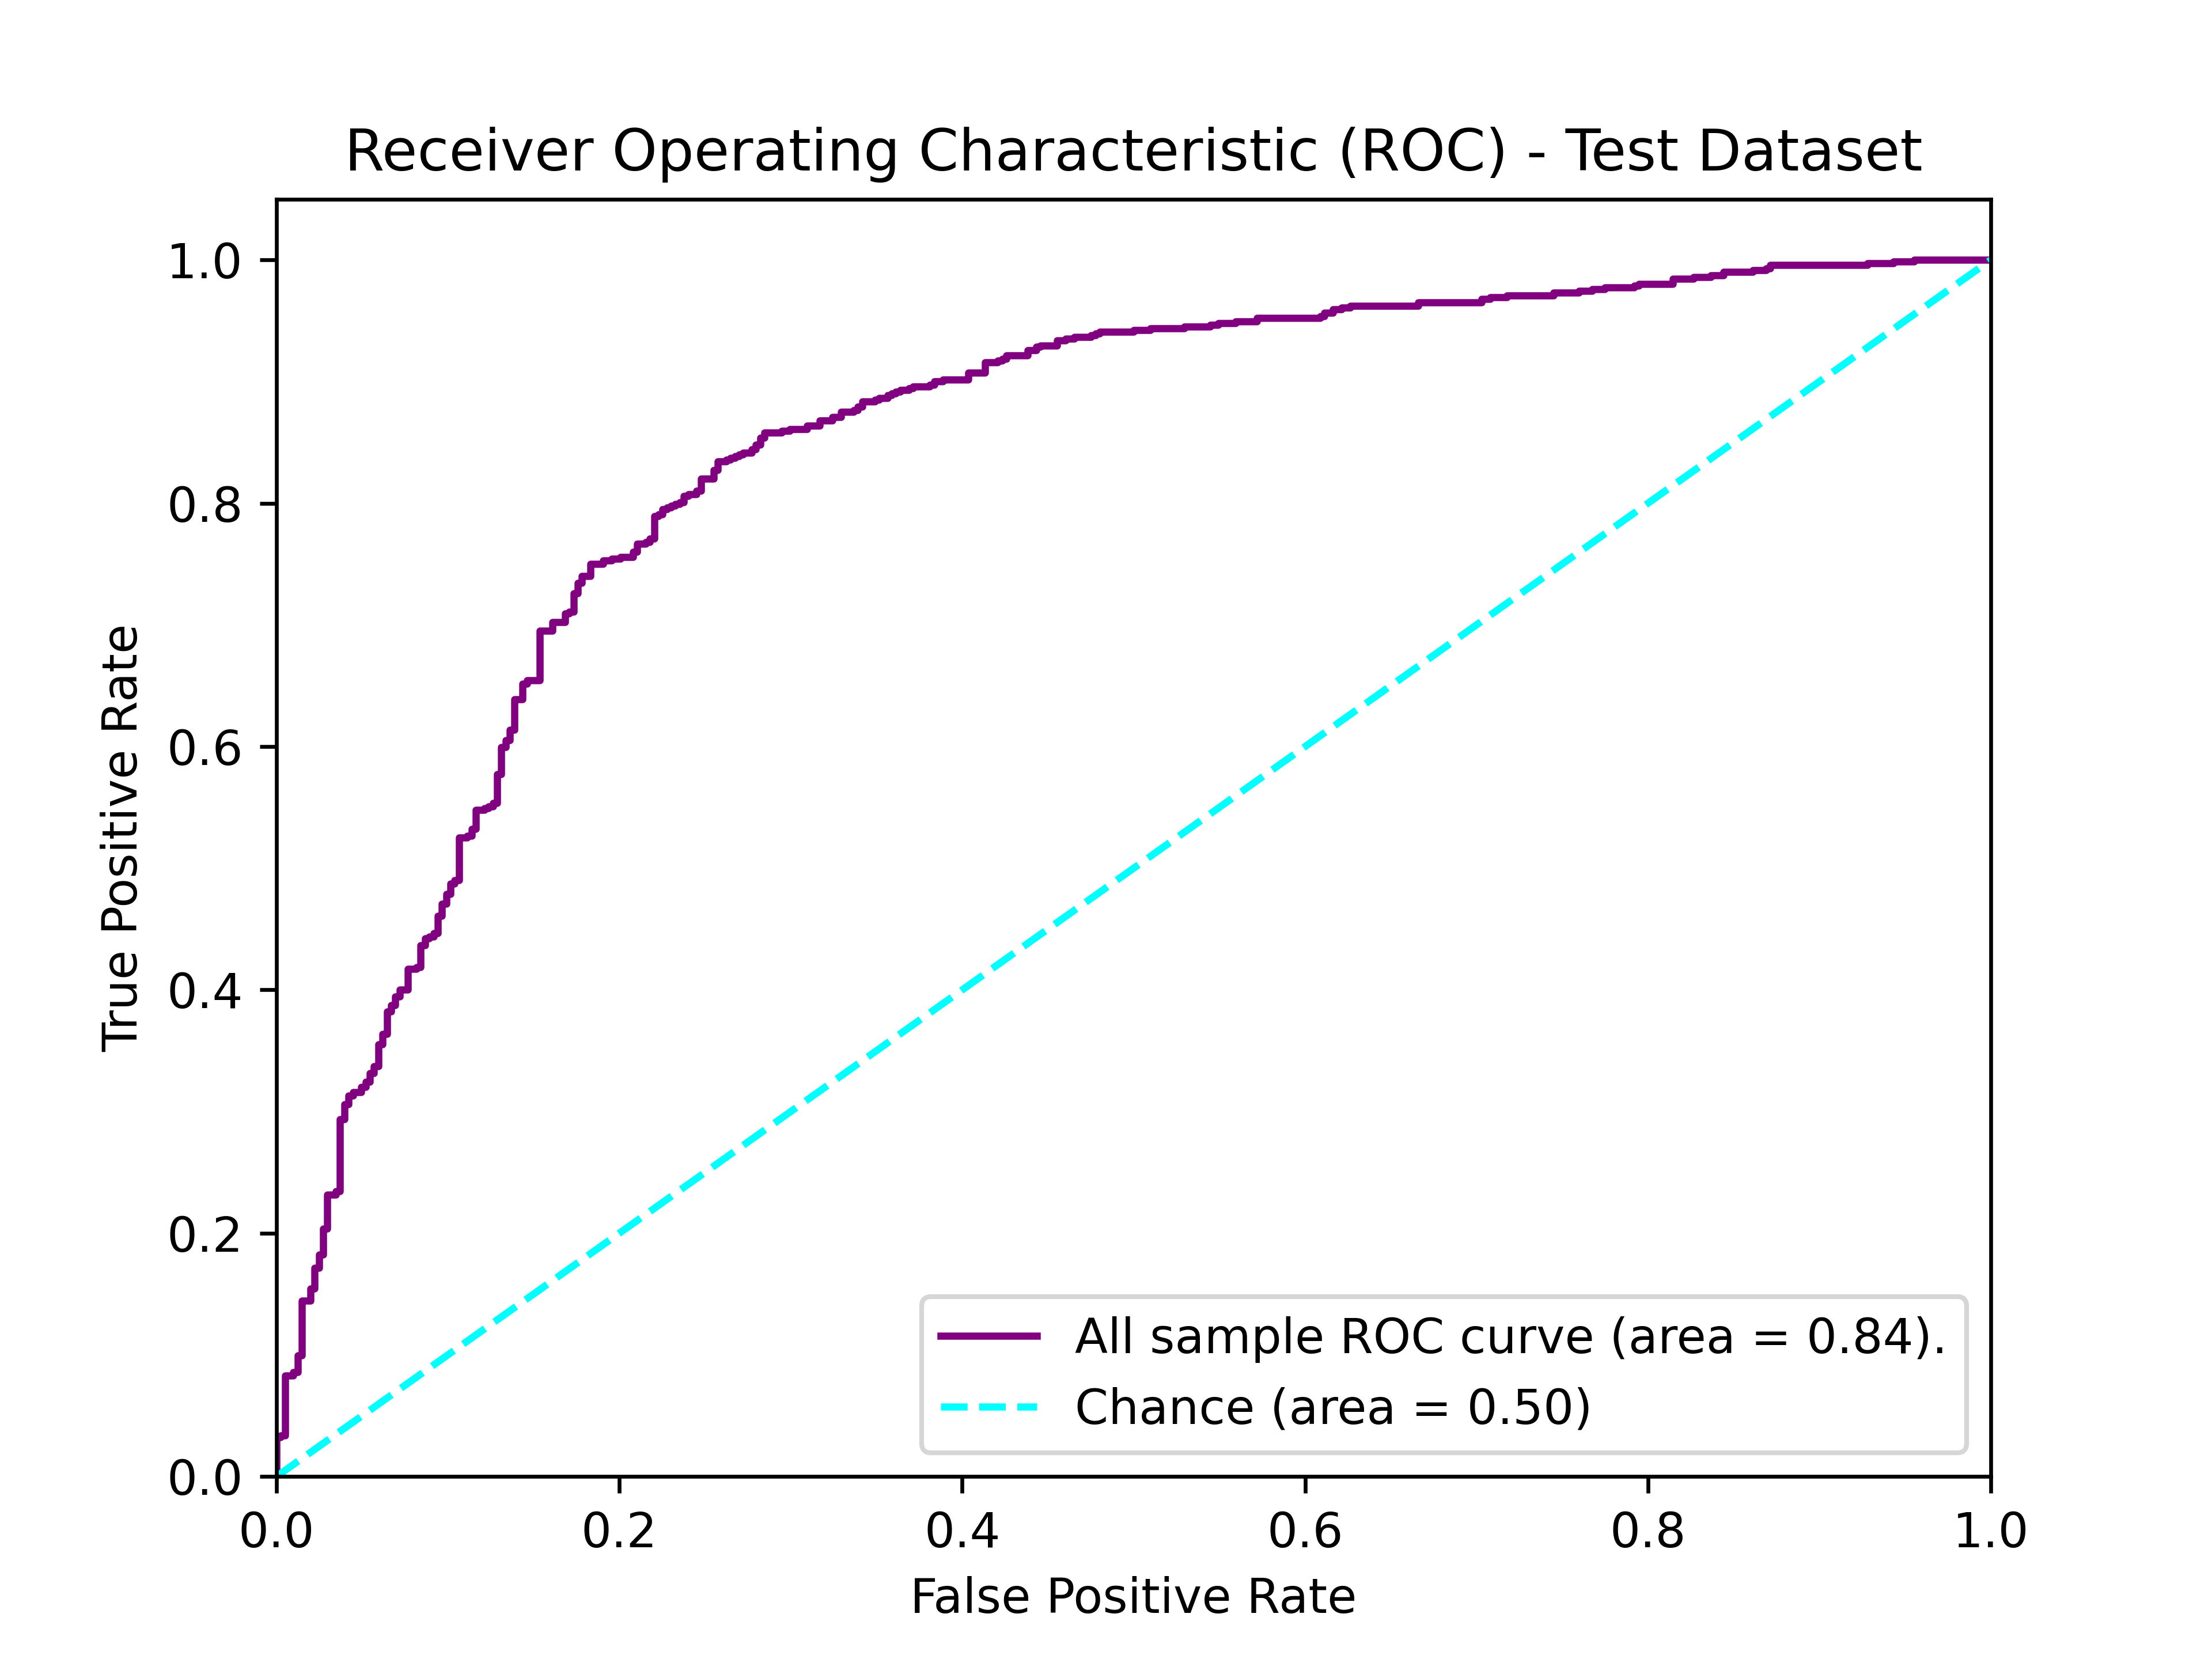 Receiver Operating Characteristic (ROC) - Test Dataset
True Positive Rate
1.0
0.8
0.6
0.4
0.2
0.0
All sample ROC curve (area = 0.84).
Chance (area = 0.50)
0.0 0.2 0.4 0.6 0.8 1.0
False Positive Rate